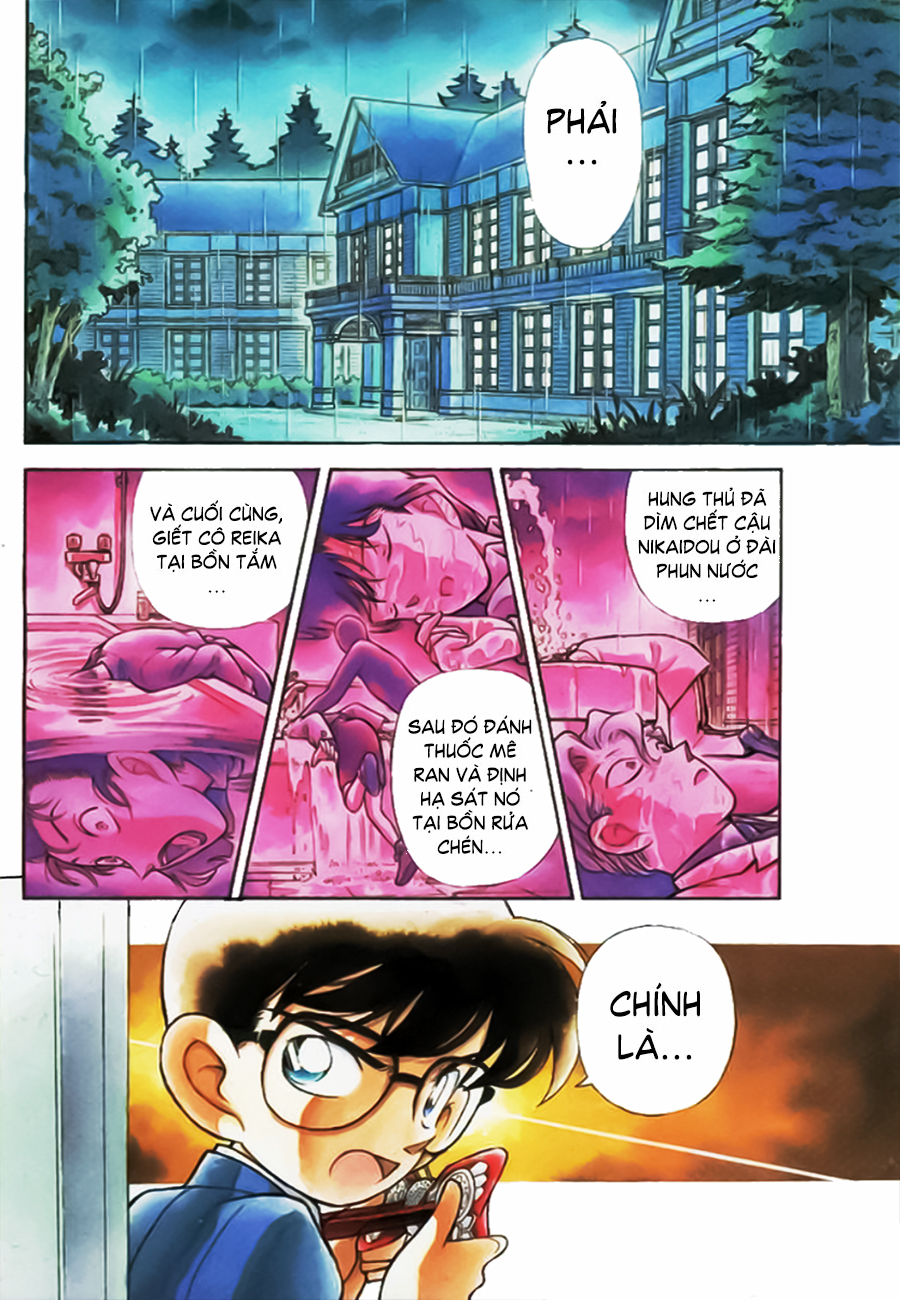 PHẢI
...
HUNG THỦ ĐÃ
DÌM CHẾT CẬU
NIKAIDOU Ở ĐÀI
PHUN NƯỚC
...
SAU ĐÓ ĐÁNH
THUỐC MÊ
RAN VÀ ĐỊNH
HẠ SÁT NÓ
TẠI BỒN RỬA
CHÉN...
VÀ CUỐI CÙNG,
GIẾT CÔ REIKA
TẠI BỒN TẮM
...
CHÍNH
LÀ...